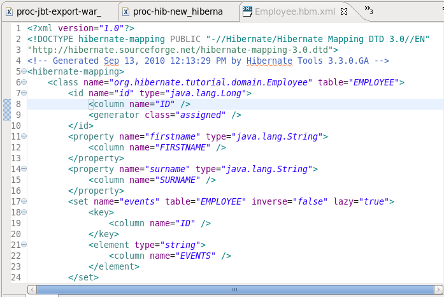 proc-jbt-export-war_
proc-hib-new_hiberna
Employee.hbm.xml
»3
1 <?xml version="1.0"?>
2 <!DOCTYPE hibernate-mapping PUBLIC "-//Hibernate/Hibernate Mapping DTD 3.0//EN"
3 "http://hibernate.sourceforge.net/hibernate-mapping-3.0.dtd">
4 <!-- Generated Sep 13, 2010 12:13:29 PM by Hibernate Tools 3.3.0.GA -->
5 <hibernate-mapping>
6 <class name="org.hibernate.tutorial.domain.Employee" table="EMPLOYEE">
7 <id name="id" type="java.lang.Long">
8 <column name="ID" />
9 <generator class="assigned" />
10 </id>
11 <property name="firstname" type="java.lang.String">
12 <column name="FIRSTNAME" />
13 </property>
14 <property name="surname" type="java.lang.String">
15 <column name="SURNAME" />
16 </property>
17 <set name="events" table="EMPLOYEE" inverse="false" lazy="true">
18 <key>
19 <column name="ID" />
20 </key>
21 <element type="string">
22 <column name="EVENTS" />
23 </element>
24 </set>